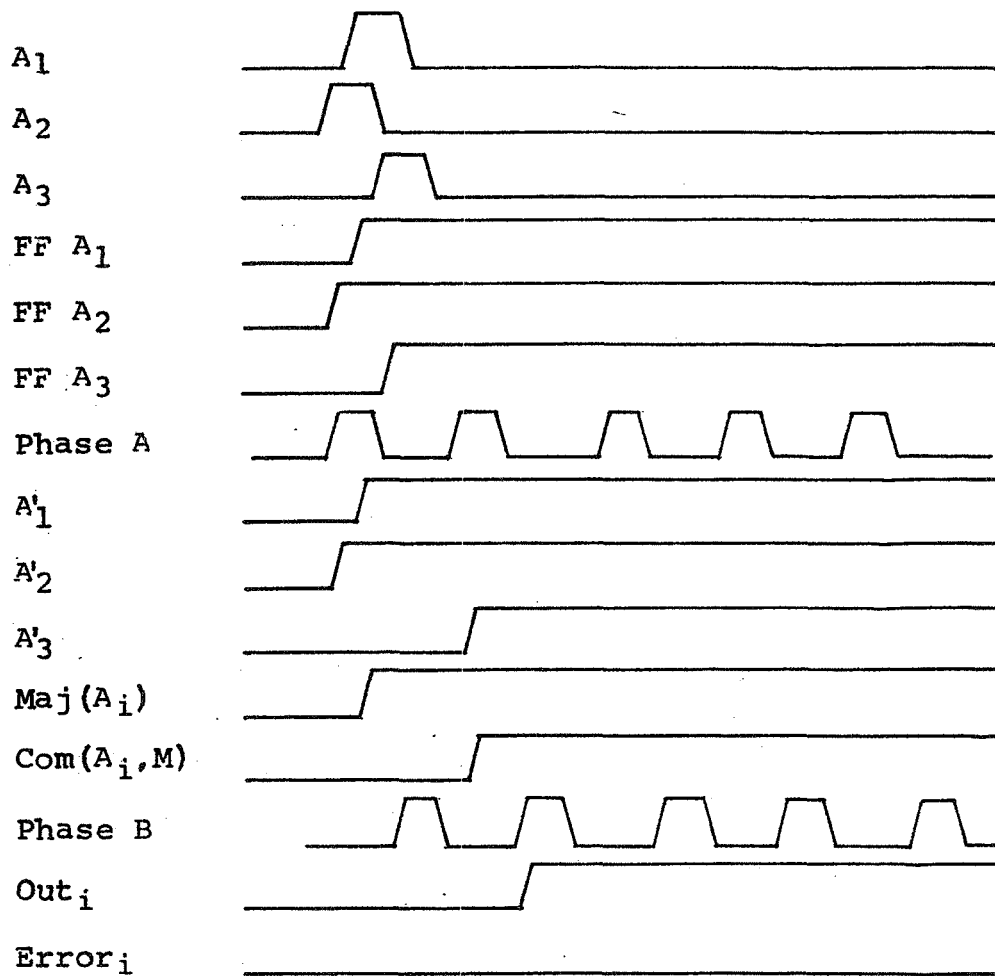 A₁
A₂
A₃
FF A₁
FF A₂
FF A₃
Phase A
A'₁
A'₂
A'₃
Maj(Aᵢ)
Com(Aᵢ,M)
Phase B
Outᵢ
Errorᵢ